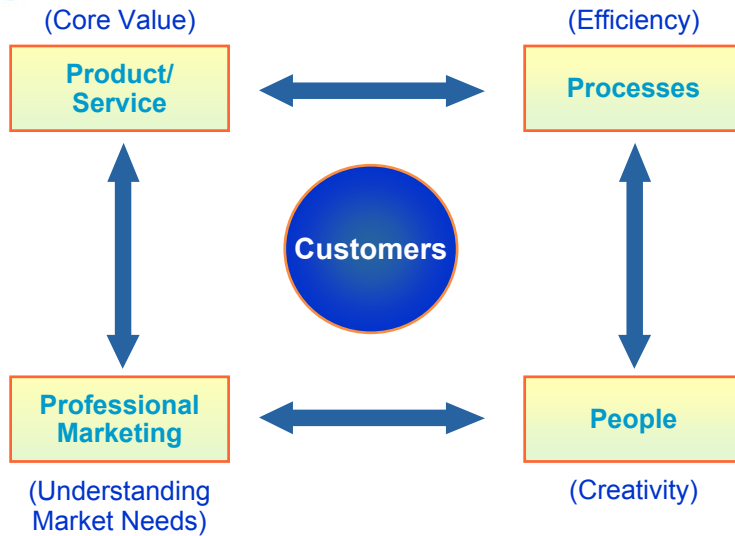 (Core Value)
(Efficiency)
Product/
Service
Processes
Customers
Professional
Marketing
People
(Understanding
Market Needs)
(Creativity)